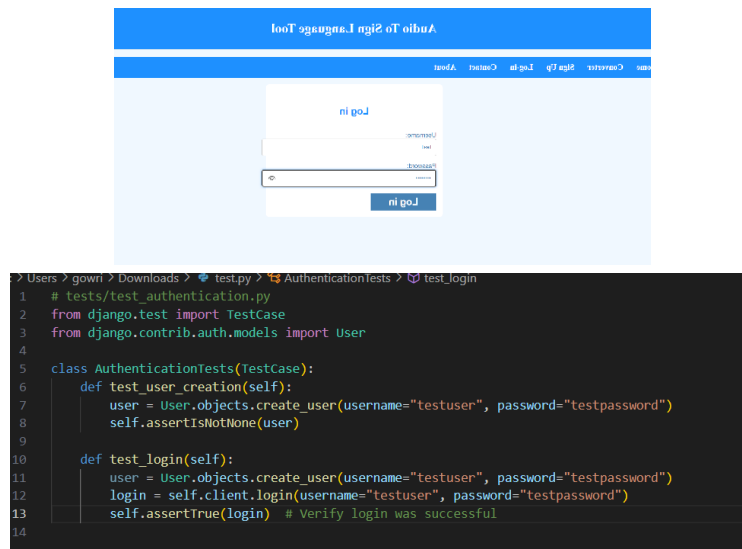 Audio To Sign Language Tool
ome Converter Sign Up Log-in Contact About
Log in
Username:
test
Password:
Log in
: > Users > gowri > Downloads > test.py > AuthenticationTests > test_login
1 # tests/test_authentication.py
2 from django.test import TestCase
3 from django.contrib.auth.models import User
4
5 class AuthenticationTests(TestCase):
6 def test_user_creation(self):
7 user = User.objects.create_user(username="testuser", password="testpassword")
8 self.assertIsNotNone(user)
9
10 def test_login(self):
11 user = User.objects.create_user(username="testuser", password="testpassword")
12 login = self.client.login(username="testuser", password="testpassword")
13 self.assertTrue(login) # Verify login was successful
14